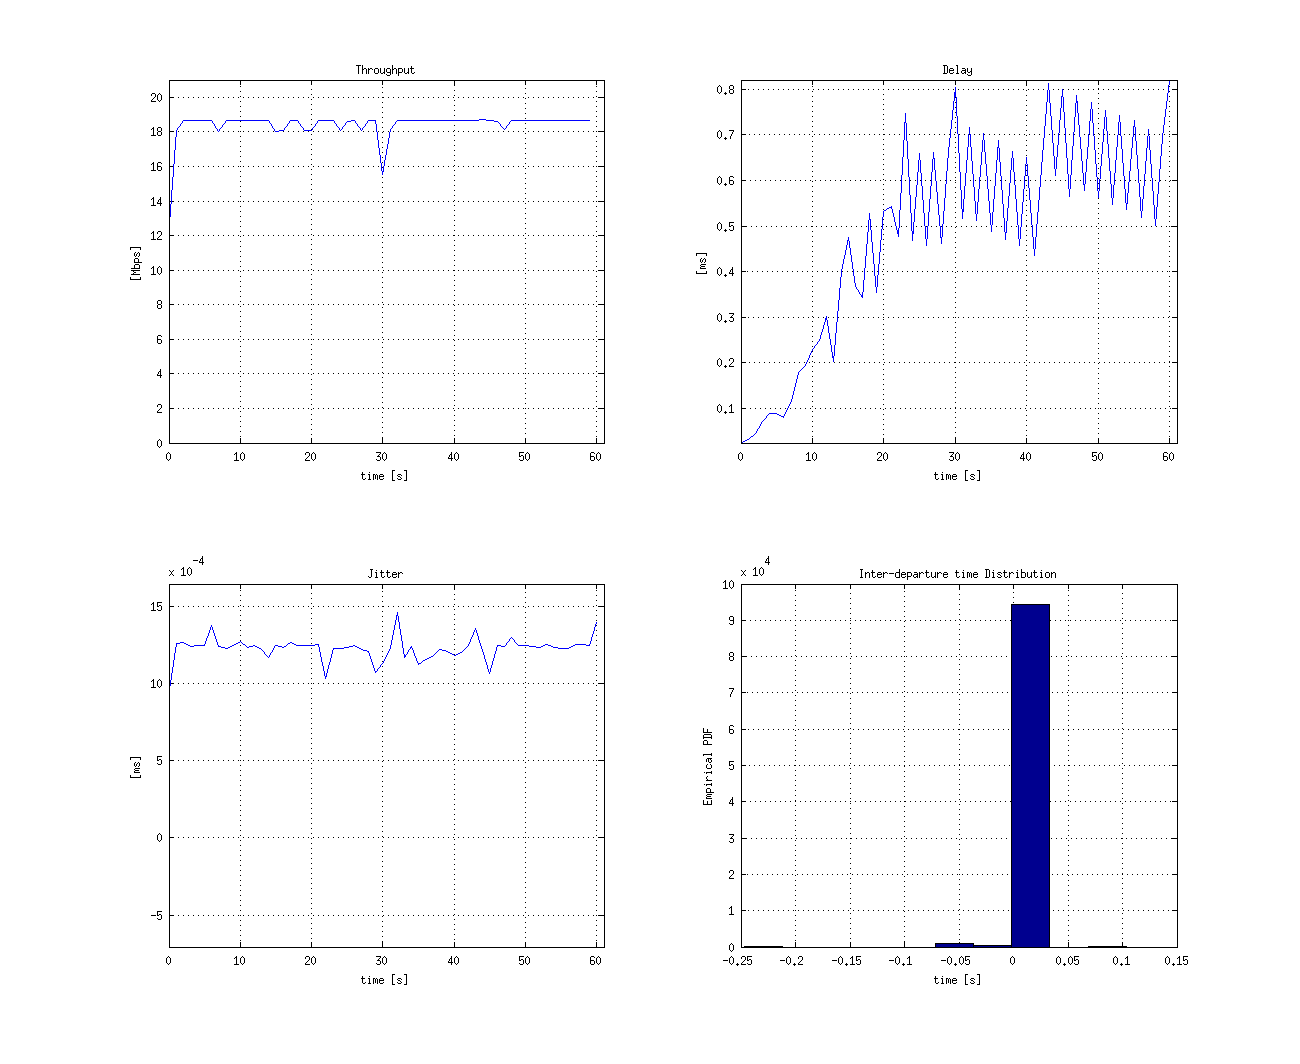 Throughput
20
18
16
14
12
10
8
6
4
2
0
[Mbps]
0 10 20 30 40 50 60
time [s]
Delay
0.8
0.7
0.6
0.5
0.4
0.3
0.2
0.1
[ms]
0 10 20 30 40 50 60
time [s]
x 10^-4
Jitter
15
10
5
0
-5
[ms]
0 10 20 30 40 50 60
time [s]
x 10^4
Inter-departure time Distribution
10
9
8
7
6
5
4
3
2
1
0
Empirical PDF
-0.25 -0.2 -0.15 -0.1 -0.05 0 0.05 0.1 0.15
time [s]